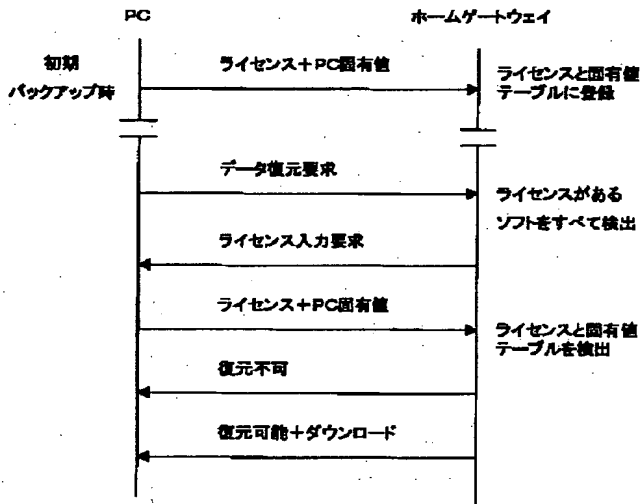 PC
ホームゲートウェイ
初期
バックアップ時
ライセンス+PC固有値
ライセンスと固有値
テーブルに登録
データ復元要求
ライセンスがある
ソフトをすべて検出
ライセンス入力要求
ライセンス+PC固有値
ライセンスと固有値
テーブルを検出
復元不可
復元可能+ダウンロード